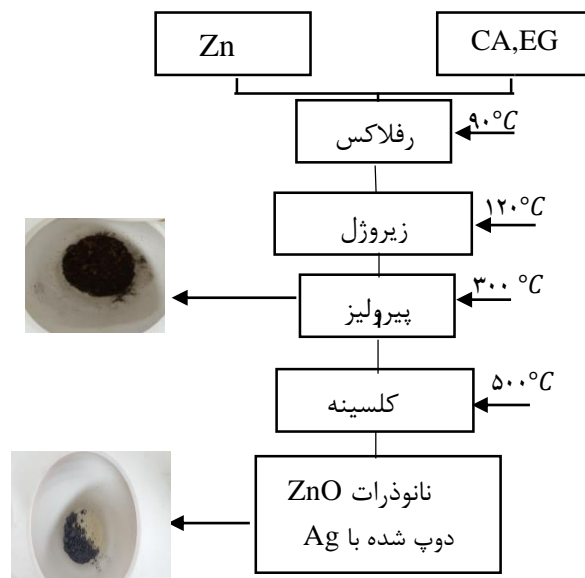 Zn
CA,EG
رفلاکس
۹۰°C
زیروژل
۱۲۰°C
پیرولیز
۳۰۰ °C
کلسینه
۵۰۰°C
نانوذرات ZnO
دوپ شده با Ag